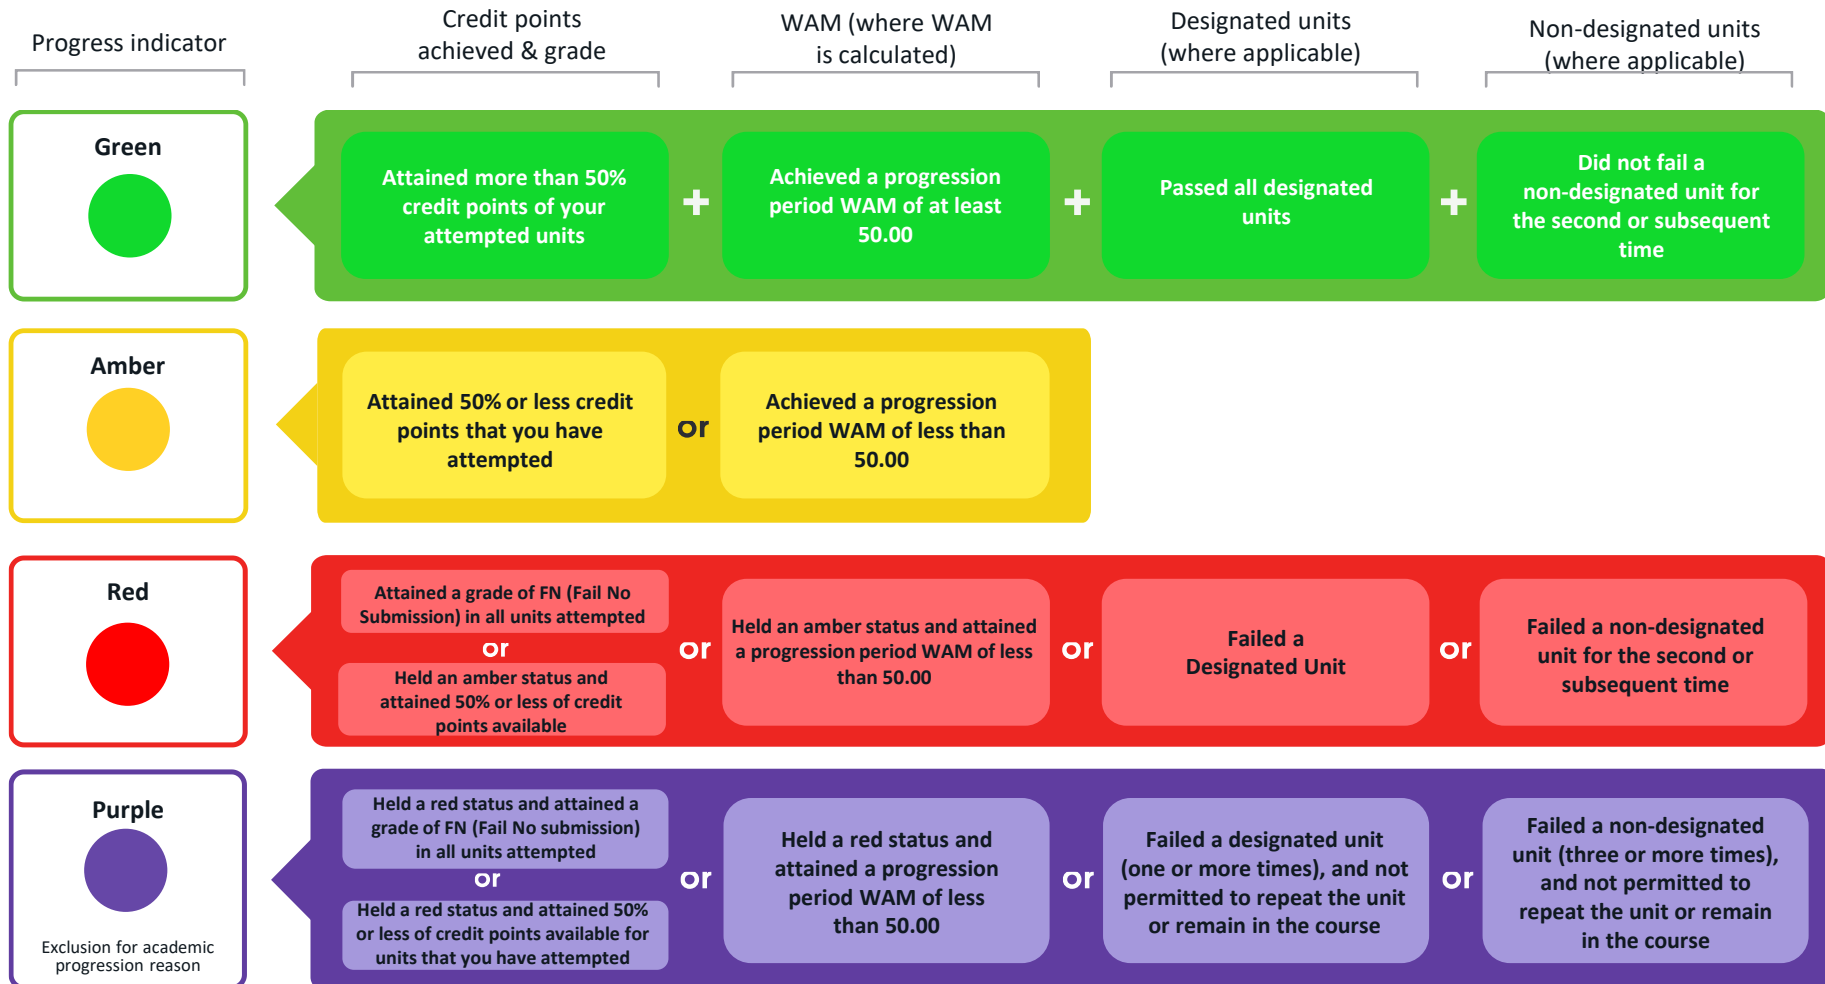 Progress indicator
Credit points
achieved & grade
WAM (where WAM
is calculated)
Designated units
(where applicable)
Non-designated units
(where applicable)
Green
Attained more than 50%
credit points of your
attempted units
+
Achieved a progression
period WAM of at least
50.00
+
Passed all designated
units
+
Did not fail a
non-designated unit for
the second or subsequent
time
Amber
Attained 50% or less credit
points that you have
attempted
or
Achieved a progression
period WAM of less than
50.00
Red
Attained a grade of FN (Fail No
Submission) in all units attempted
or
Held an amber status and
attained 50% or less of credit
points available
or
Held an amber status and attained
a progression period WAM of less
than 50.00
or
Failed a
Designated Unit
or
Failed a non-designated
unit for the second or
subsequent time
Purple
Exclusion for academic
progression reason
Held a red status and attained a
grade of FN (Fail No submission)
in all units attempted
or
Held a red status and attained 50%
or less of credit points available for
units that you have attempted
or
Held a red status and
attained a progression
period WAM of less
than 50.00
or
Failed a designated unit
(one or more times), and not
permitted to repeat the unit
or remain in the course
or
Failed a non-designated
unit (three or more times),
and not permitted to
repeat the unit or remain
in the course